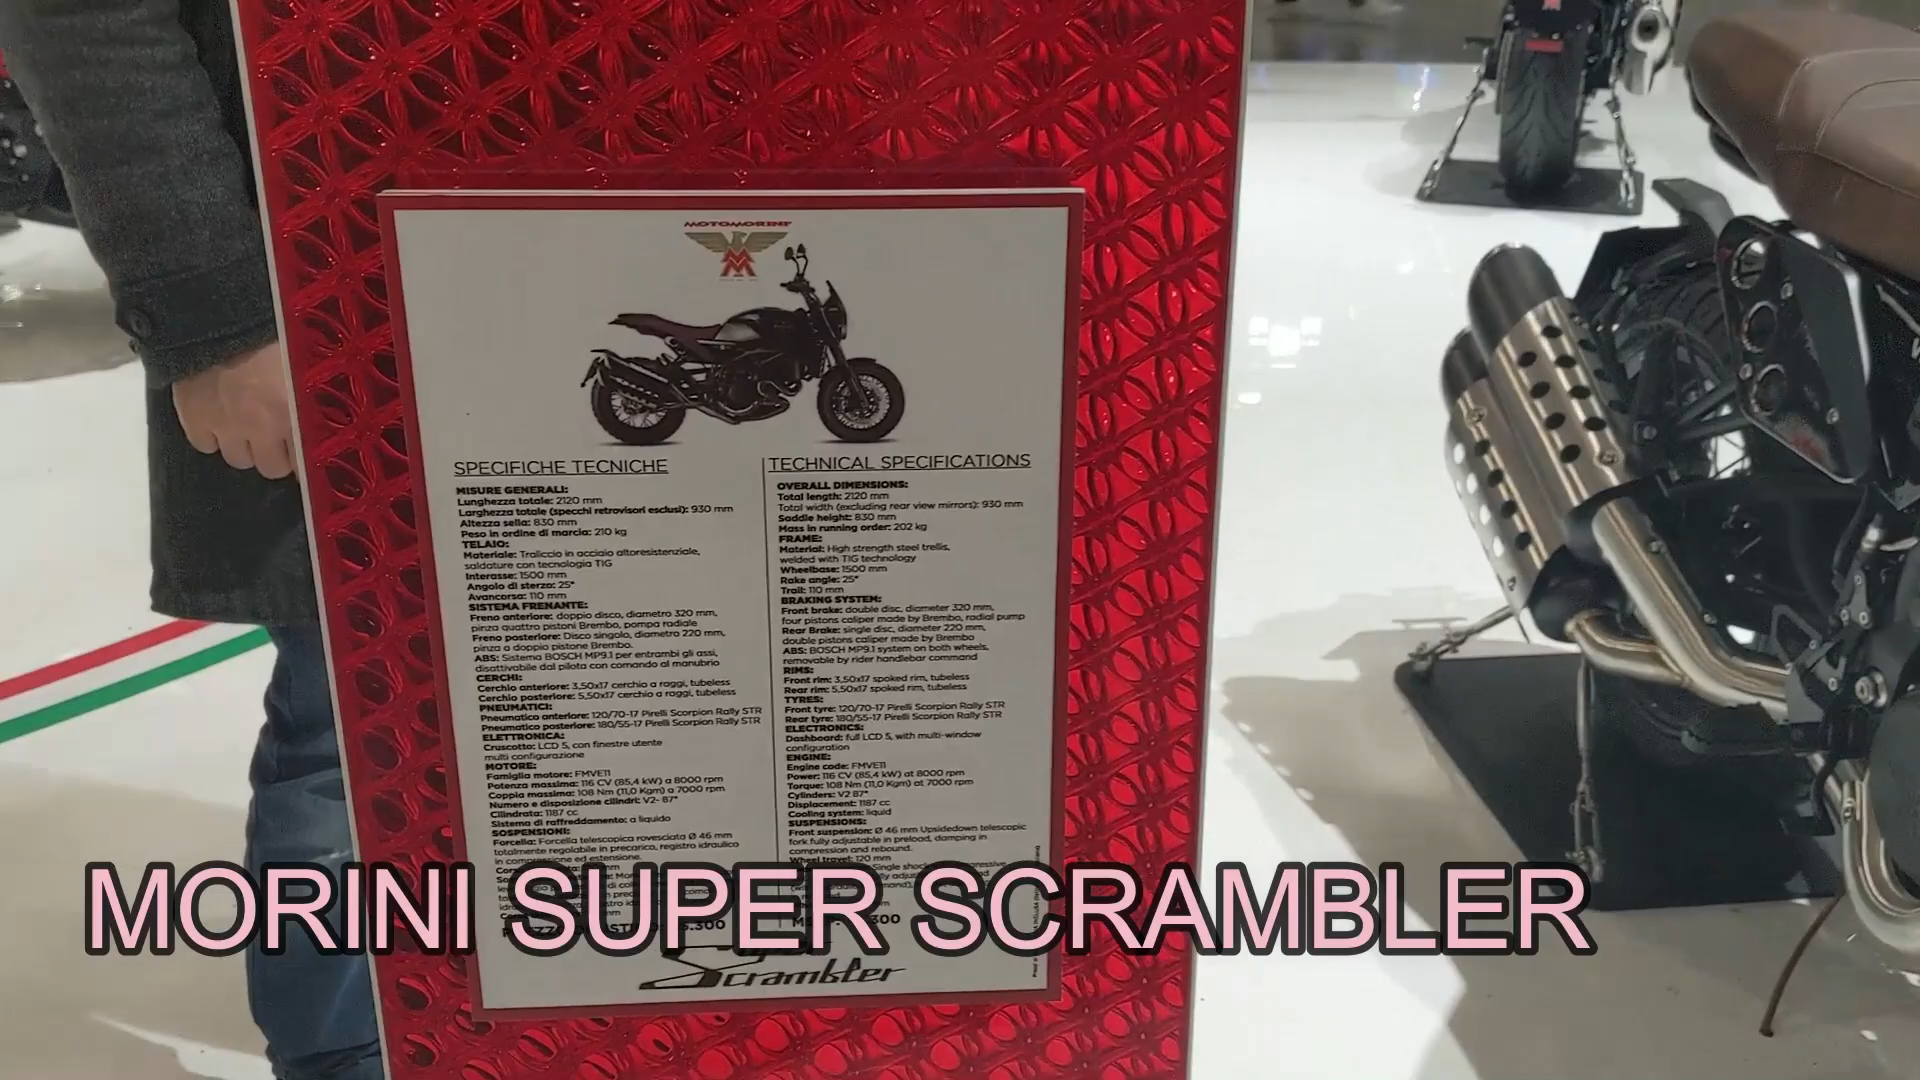 MOTOMORINI
SPECIFICHE TECNICHE
MISURE GENERALI:
Lunghezza totale: 2120 mm
Larghezza totale (specchi retrovisori esclusi): 930 mm
Altezza sella: 830 mm
Peso in ordine di marcia: 210 kg
TELAIO:
Materiale: Traliccio in acciaio altoresistenziale,
saldature con tecnologia TIG
Interasse: 1500 mm
Angolo di sterzo: 25°
Avancorsa: 110 mm
SISTEMA FRENANTE:
Freno anteriore: doppio disco, diametro 320 mm,
pinza quattro pistoni Brembo, pompa radiale
Freno posteriore: Disco singolo, diametro 220 mm,
pinza a doppia pistone Brembo.
ABS: Sistema BOSCH MP9.1 per entrambi gli assi,
disattivabile dal pilota con comando al manubrio
CERCHI:
Cerchio anteriore: 3,50x17 cerchio a raggi, tubeless
Cerchio posteriore: 5,50x17 cerchio a raggi, tubeless
PNEUMATICI:
Pneumatico anteriore: 120/70-17 Pirelli Scorpion Rally STR
Pneumatico posteriore: 180/55-17 Pirelli Scorpion Rally STR
ELETTRONICA:
Cruscotto: LCD 5, con finestre utente
multi configurazione
MOTORE:
Famiglia motore: FMVE11
Potenza massima: 116 CV (85,4 kW) a 8000 rpm
Coppia massima: 108 Nm (11,0 Kgm) a 7000 rpm
Numero e disposizione cilindri: V2- 87°
Cilindrata: 1187 cc
Sistema di raffreddamento: a liquido
SOSPENSIONI:
Forcella: Forcella telescopica rovesciata Ø 46 mm
totalmente regolabile in precarico, registro idraulico
in compressione ed estensione.
TECHNICAL SPECIFICATIONS
OVERALL DIMENSIONS:
Total length: 2120 mm
Total width (excluding rear view mirrors): 930 mm
Saddle height: 830 mm
Mass in running order: 202 kg
FRAME:
Material: High strength steel trellis,
welded with TIG technology
Wheelbase: 1500 mm
Rake angle: 25°
Trail: 110 mm
BRAKING SYSTEM:
Front brake: double disc, diameter 320 mm,
four pistons caliper made by Brembo, radial pump
Rear Brake: single disc, diameter 220 mm,
double pistons caliper made by Brembo
ABS: BOSCH MP9.1 system on both wheels,
removable by rider handlebar command
RIMS:
Front rim: 3,50x17 spoked rim, tubeless
Rear rim: 5,50x17 spoked rim, tubeless
TYRES:
Front tyre: 120/70-17 Pirelli Scorpion Rally STR
Rear tyre: 180/55-17 Pirelli Scorpion Rally STR
ELECTRONICS:
Dashboard: full LCD 5, with multi-window
configuration
ENGINE:
Engine code: FMVE11
Power: 116 CV (85,4 kW) at 8000 rpm
Torque: 108 Nm (11,0 Kgm) at 7000 rpm
Cylinders: V2 87°
Displacement: 1187 cc
Cooling system: liquid
SUSPENSIONS:
Front suspension: Ø 46 mm Upsidedown telescopic
fork fully adjustable in preload, damping in
compression and rebound.
Wheel travel: 120 mm
MORINI SUPER SCRAMBLER
Scrambler